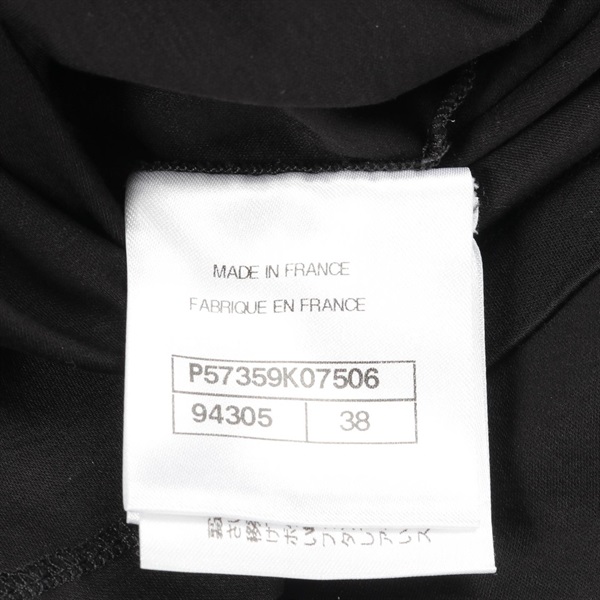 MADE IN FRANCE
FABRIQUE EN FRANCE
P57359K07506
94305 38